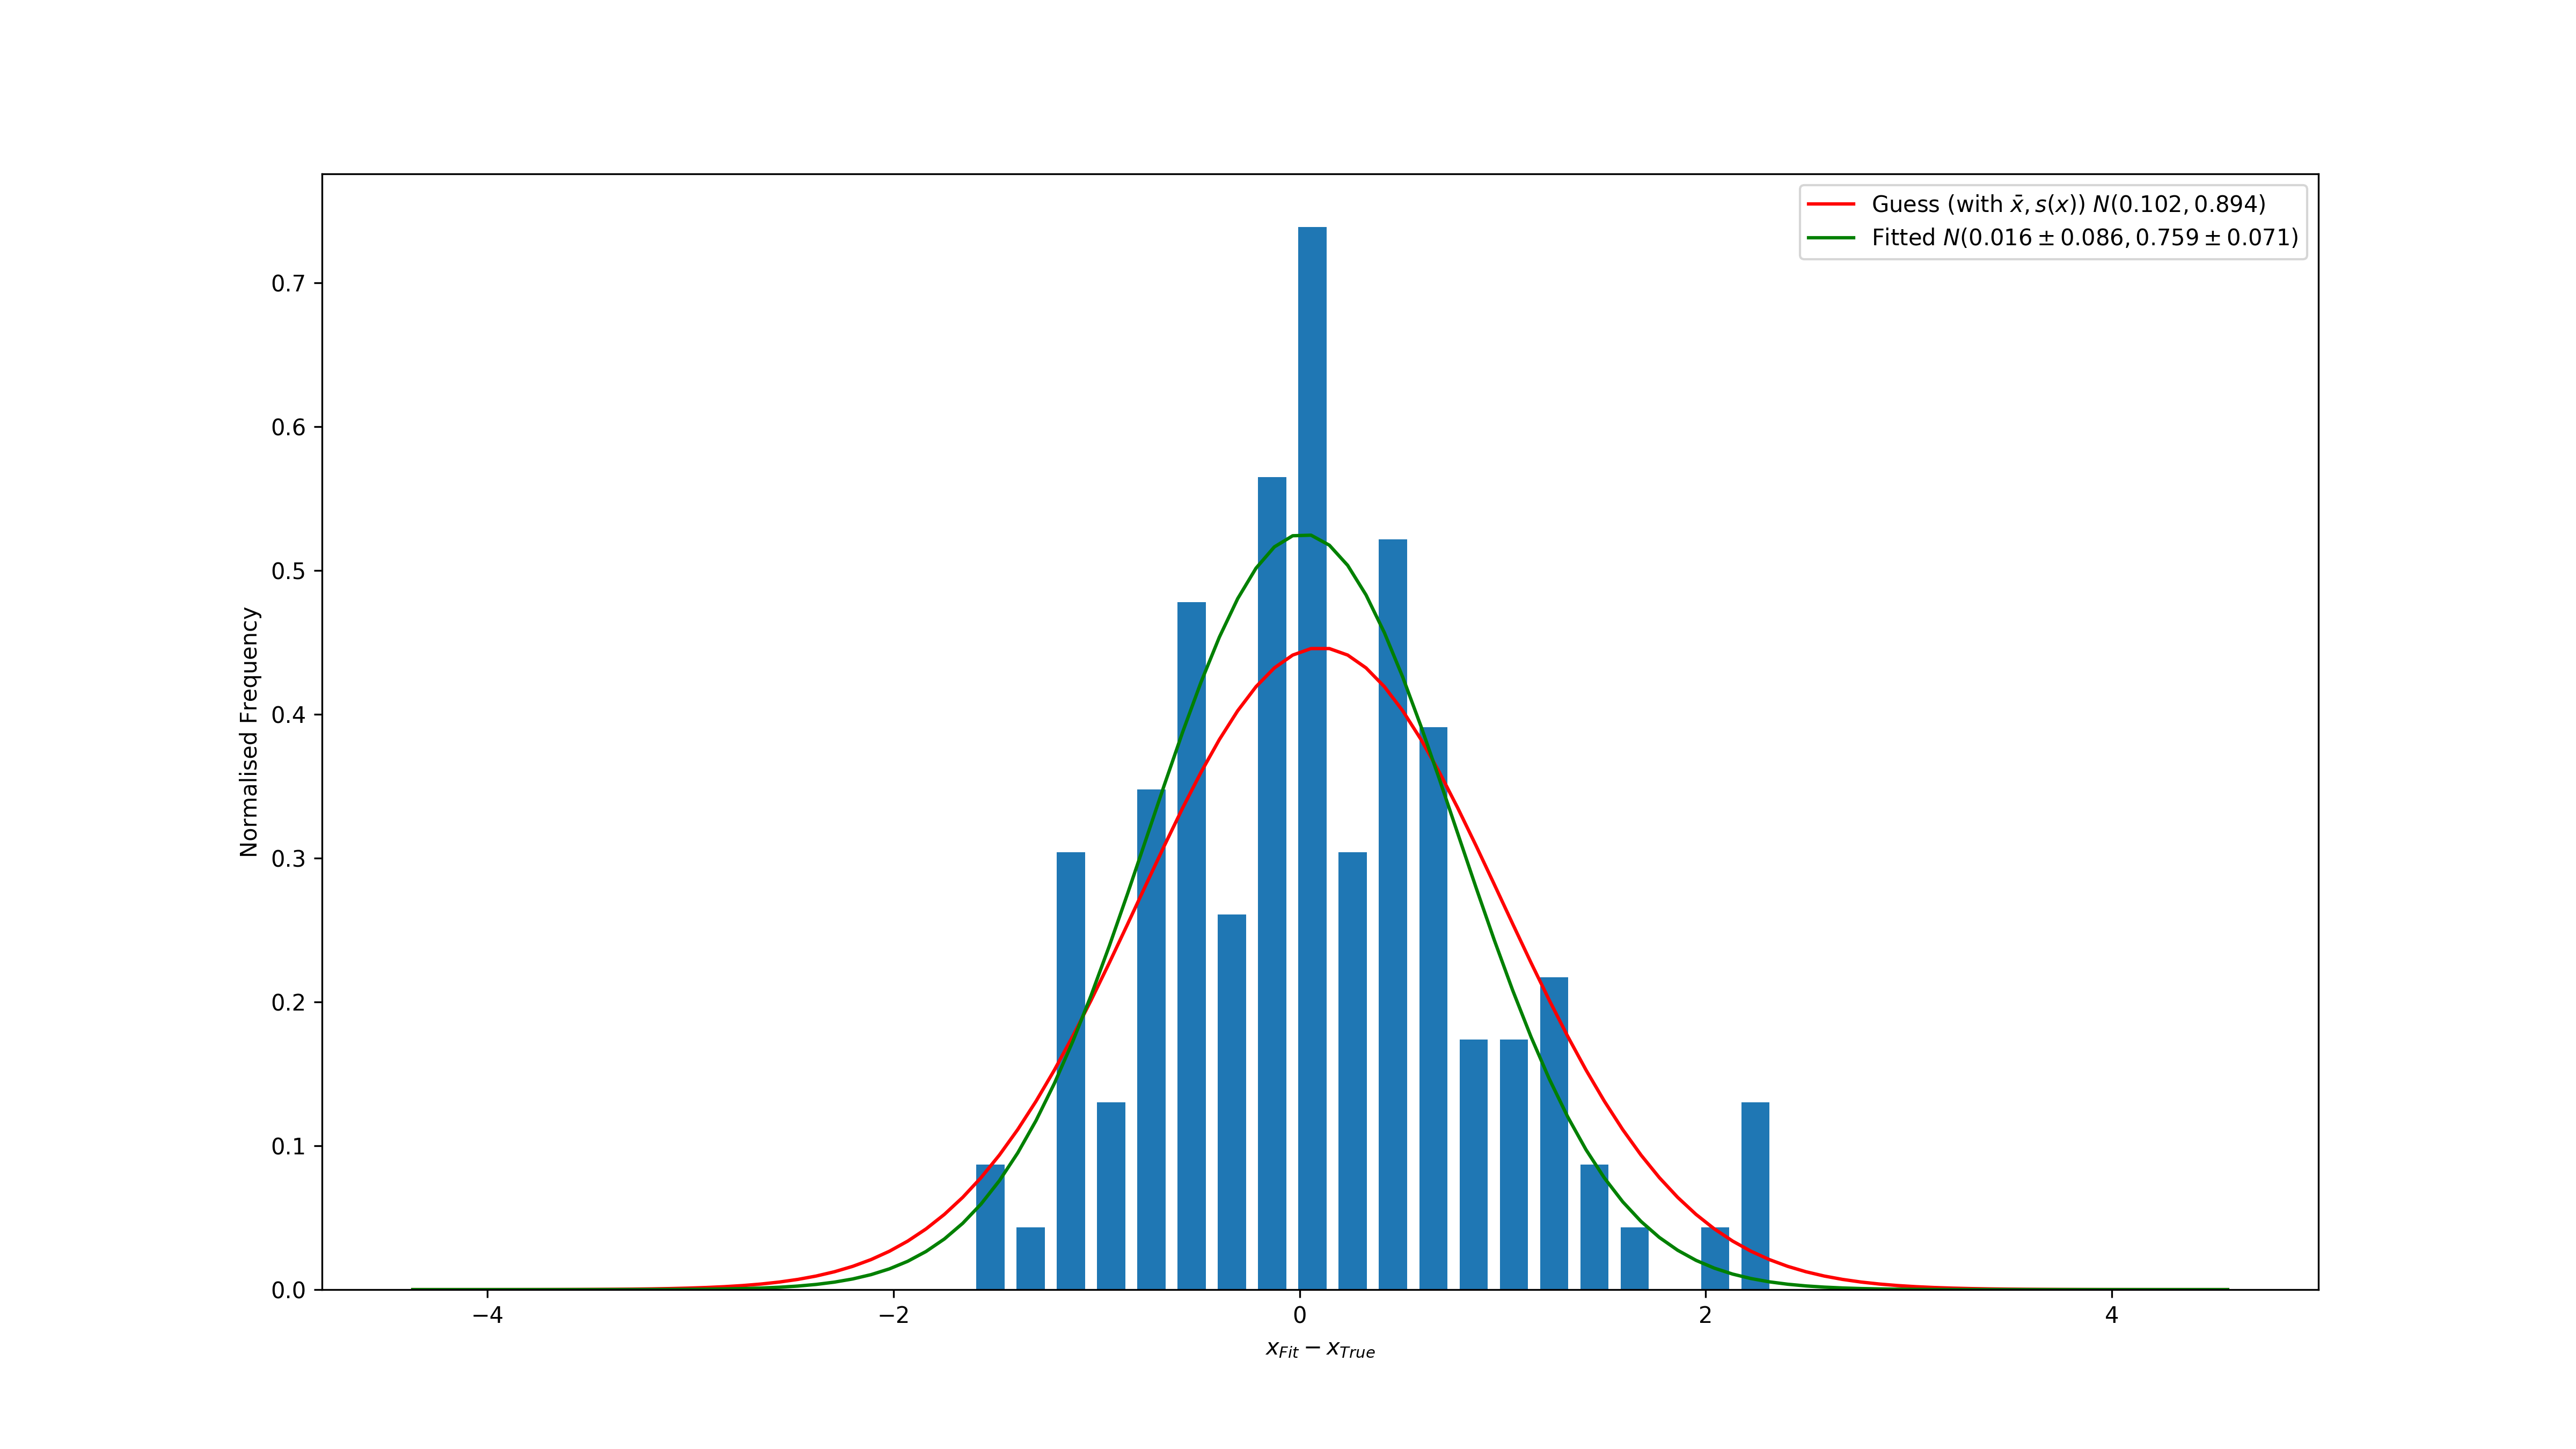 Guess (with x̄, s(x)) N(0.102, 0.894)
Fitted N(0.016 ± 0.086, 0.759 ± 0.071)
Normalised Frequency
0.7
0.6
0.5
0.4
0.3
0.2
0.1
0.0
−4 −2 0 2 4
x_Fit − x_True